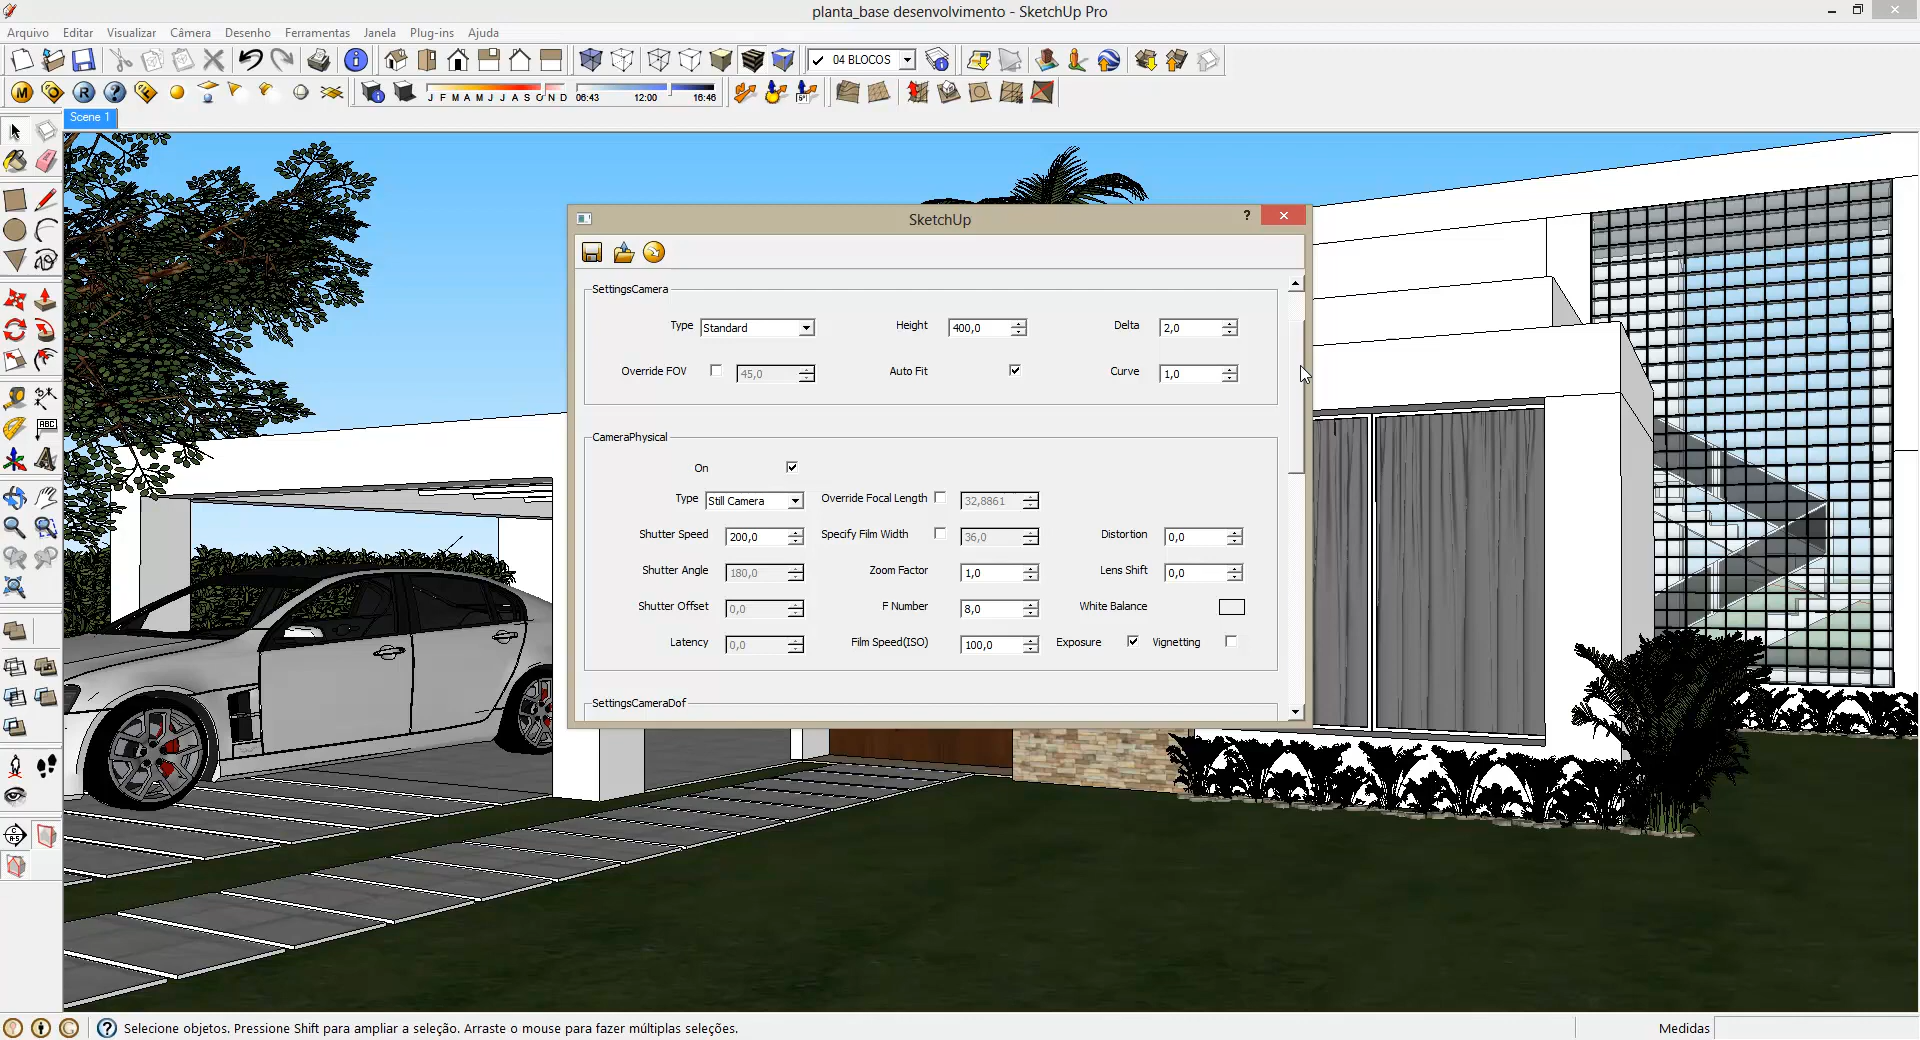 planta_base desenvolvimento - SketchUp Pro
Arquivo Editar Visualizar Câmera Desenho Ferramentas Janela Plug-ins Ajuda
04 BLOCOS
M O R ? F
J F M A M J J A S O N D 06:43 12:00 16:46
Scene 1
SketchUp
?
SettingsCamera
Type Standard Height 400,0 Delta 2,0
Override FOV 45,0 Auto Fit Curve 1,0
CameraPhysical
On
Type Still Camera Override Focal Length 32,8861
Shutter Speed 200,0 Specify Film Width 36,0 Distortion 0,0
Shutter Angle 180,0 Zoom Factor 1,0 Lens Shift 0,0
Shutter Offset 0,0 F Number 8,0 White Balance
Latency 0,0 Film Speed(ISO) 100,0 Exposure Vignetting
SettingsCameraDof
ABC
Selecione objetos. Pressione Shift para ampliar a seleção. Arraste o mouse para fazer múltiplas seleções.
Medidas